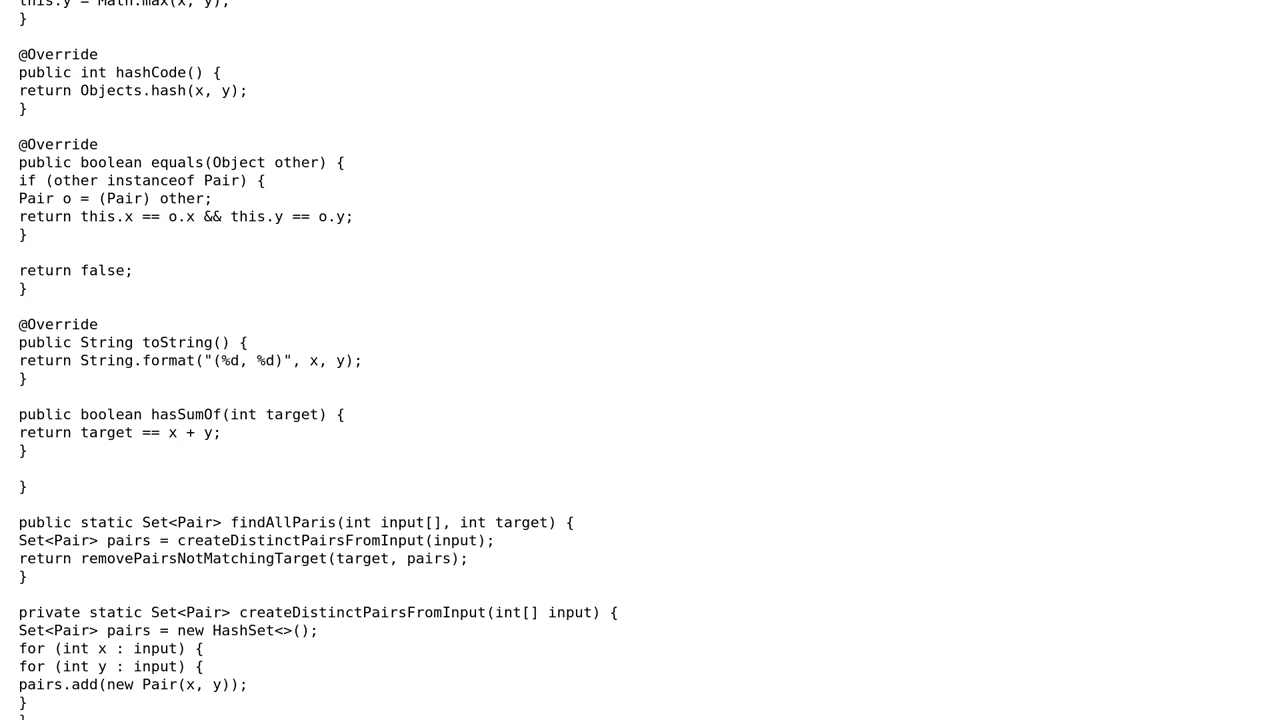 this.y = Math.max(x, y);
}
@Override
public int hashCode() {
return Objects.hash(x, y);
}
@Override
public boolean equals(Object other) {
if (other instanceof Pair) {
Pair o = (Pair) other;
return this.x == o.x && this.y == o.y;
}
return false;
}
@Override
public String toString() {
return String.format("(%d, %d)", x, y);
}
public boolean hasSumOf(int target) {
return target == x + y;
}
}
public static Set<Pair> findAllParis(int input[], int target) {
Set<Pair> pairs = createDistinctPairsFromInput(input);
return removePairsNotMatchingTarget(target, pairs);
}
private static Set<Pair> createDistinctPairsFromInput(int[] input) {
Set<Pair> pairs = new HashSet<>();
for (int x : input) {
for (int y : input) {
pairs.add(new Pair(x, y));
}
}